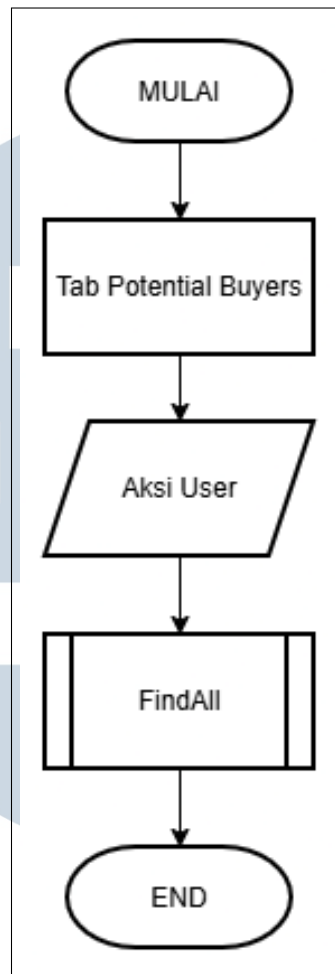 MULAI
Tab Potential Buyers
Aksi User
FindAll
END